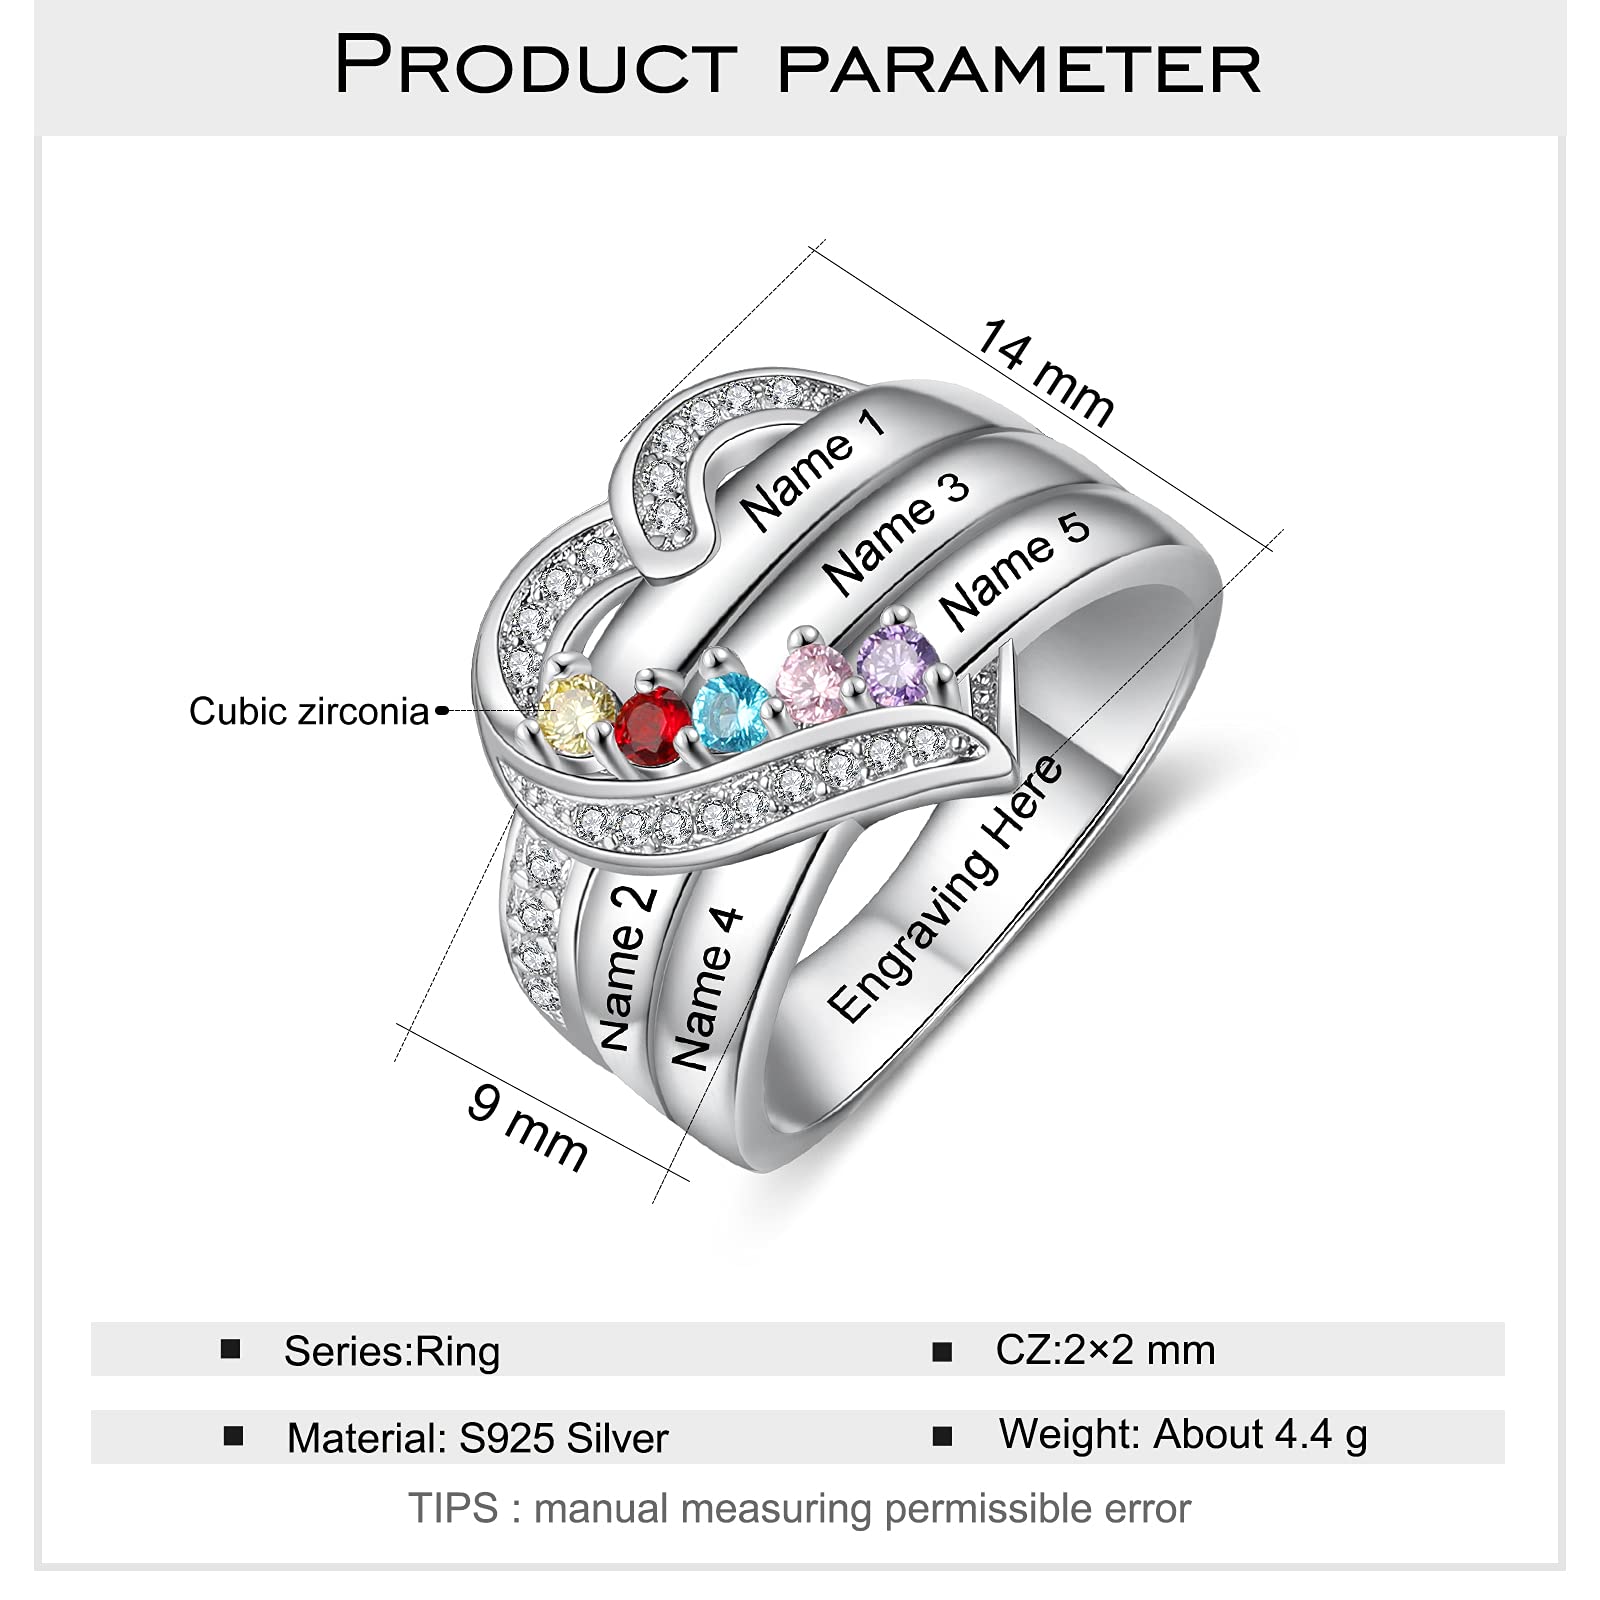 PRODUCT PARAMETER
14 mm
Name 1
Name 3
Name 5
Cubic zirconia
Engraving Here
Name 2
Name 4
9 mm
Series:Ring
CZ:2×2 mm
Material: S925 Silver
Weight: About 4.4 g
TIPS : manual measuring permissible error